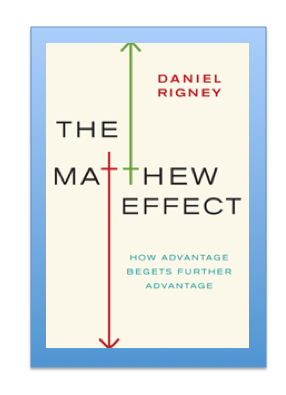 DANIEL
RIGNEY
THE
MATTHEW
EFFECT
HOW ADVANTAGE
BEGETS FURTHER
ADVANTAGE